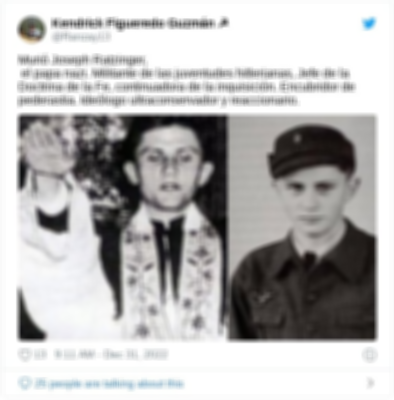 Kendrick Figueredo Guzmán
Murió Joseph Ratzinger,
el papa nazi. Militante de las juventudes hitlerianas, Jefe de la
Doctrina de la Fe, continuadora de la inquisición. Encubridor de
pederastia. Ideólogo ultraconservador y reaccionario.
13 9:11 AM - Dec 31, 2022
25 people are talking about this